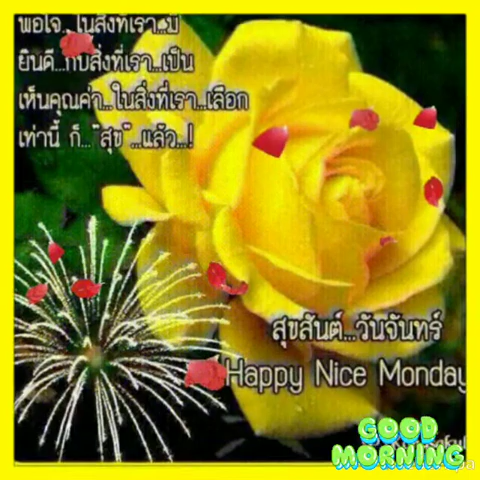 พอใจ..ในสิ่งที่เรา..มี
ยินดี...กับสิ่งที่เรา...เป็น
เห็นคุณค่า...ในสิ่งที่เรา...เลือก
เท่านี้ ก็..."สุข"...แล้ว...!
สุขสันต์...วันจันทร์
Happy Nice Monday
GOOD
MORNING